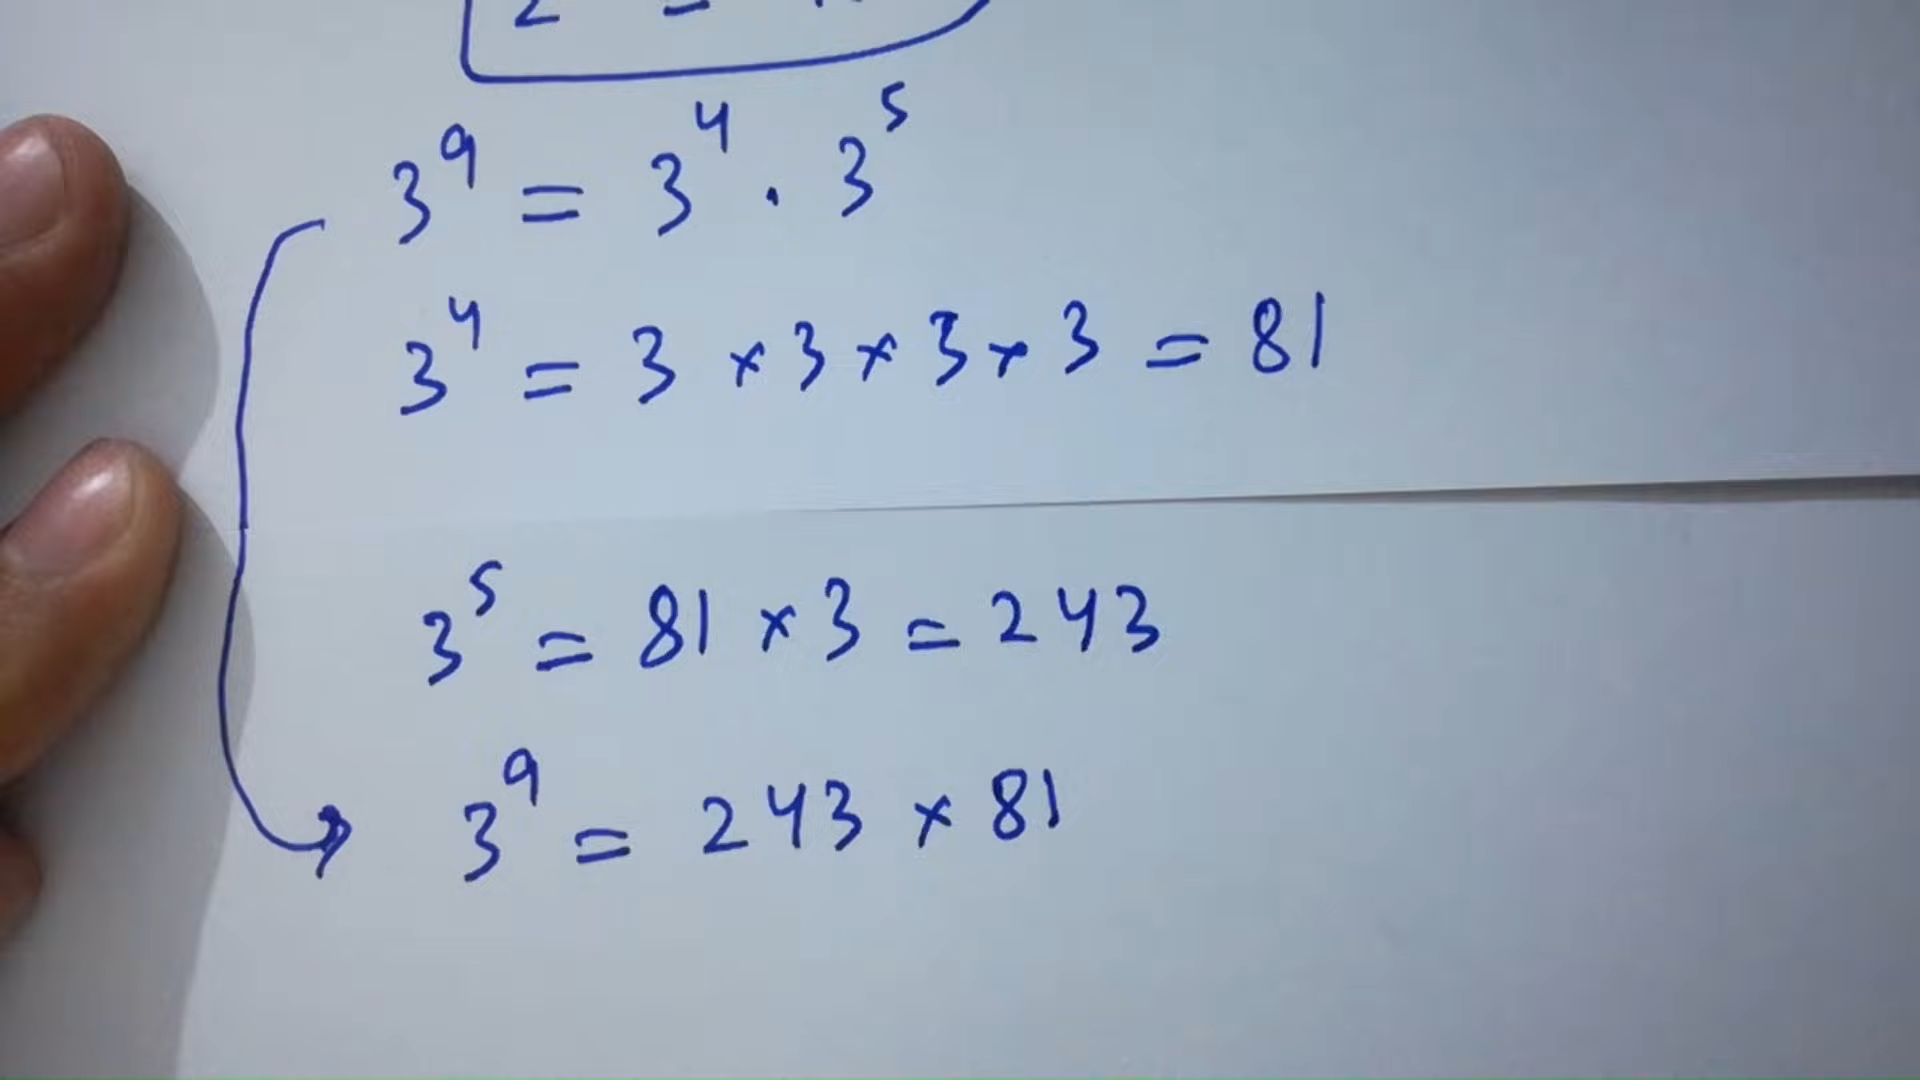 3⁹ = 3⁴ . 3⁵
3⁴ = 3 × 3 × 3 × 3 = 81
3⁵ = 81 × 3 = 243
3⁹ = 243 × 81